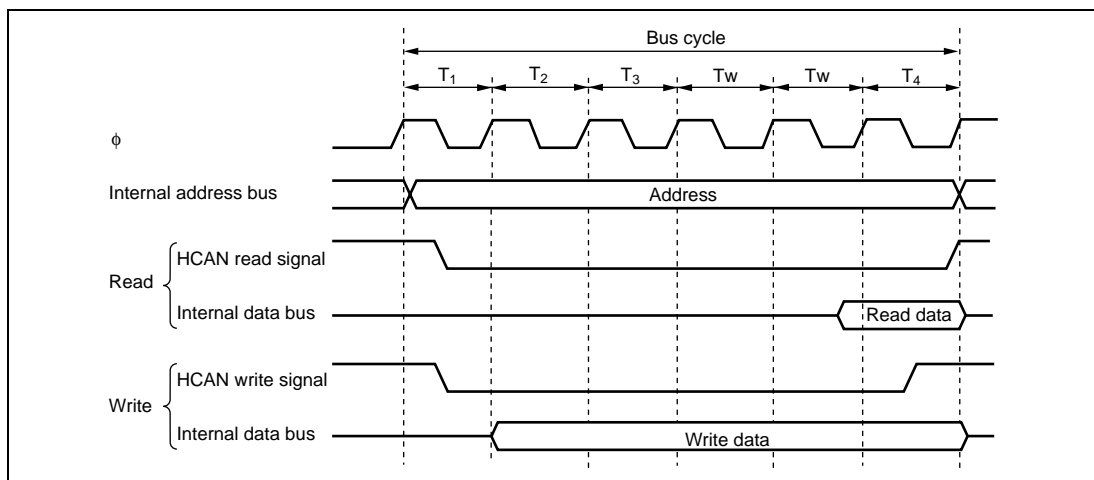 Bus cycle
T1 T2 T3 Tw Tw T4
ϕ
Internal address bus Address
HCAN read signal
Read
Internal data bus Read data
HCAN write signal
Write
Internal data bus Write data